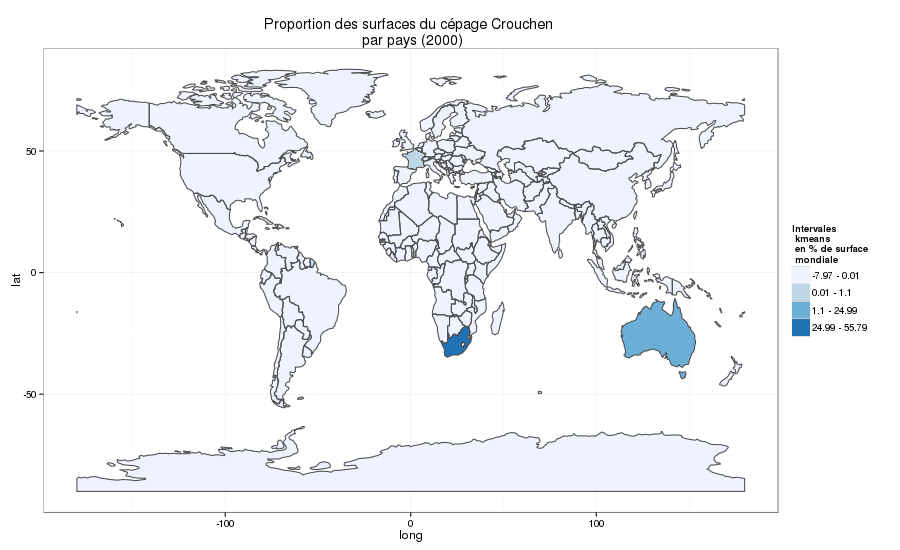 Proportion des surfaces du cépage Crouchen
par pays (2000)
lat
50
0
-50
-100
0
100
long
Intervales
kmeans
en % de surface
mondiale
-7.97 - 0.01
0.01 - 1.1
1.1 - 24.99
24.99 - 55.79